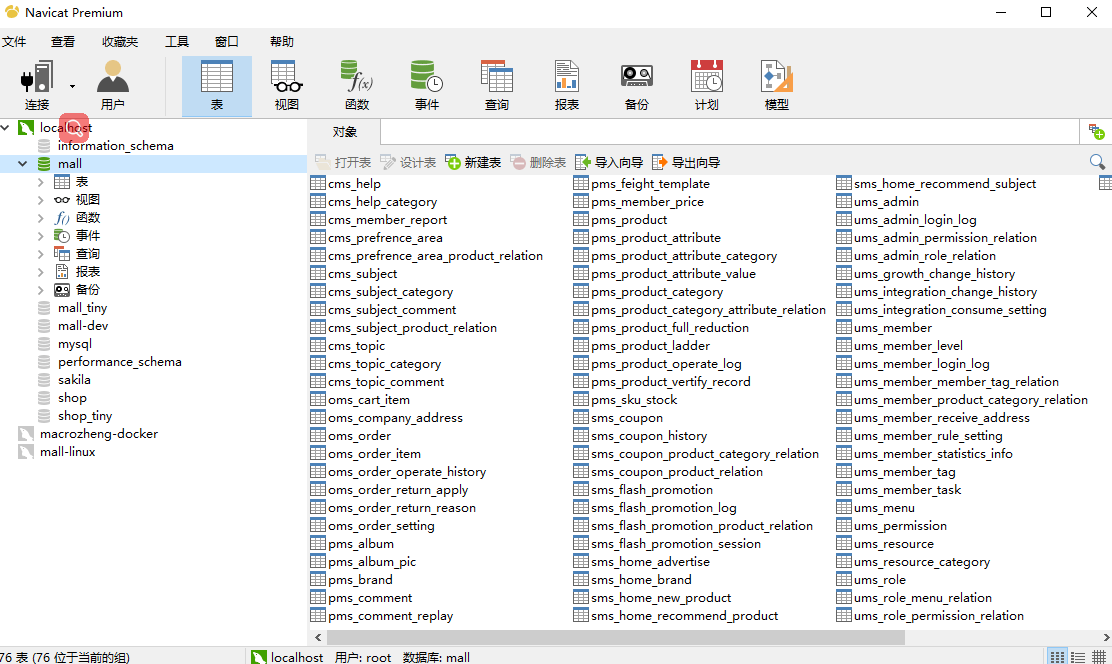 Navicat Premium
文件 查看 收藏夹 工具 窗口 帮助
连接 用户 表 视图 函数 事件 查询 报表 备份 计划 模型
localhost
information_schema
mall
表
视图
函数
事件
查询
报表
备份
mall_tiny
mall-dev
mysql
performance_schema
sakila
shop
shop_tiny
macrozheng-docker
mall-linux
对象
打开表 设计表 新建表 删除表 导入向导 导出向导
cms_help
cms_help_category
cms_member_report
cms_prefrence_area
cms_prefrence_area_product_relation
cms_subject
cms_subject_category
cms_subject_comment
cms_subject_product_relation
cms_topic
cms_topic_category
cms_topic_comment
oms_cart_item
oms_company_address
oms_order
oms_order_item
oms_order_operate_history
oms_order_return_apply
oms_order_return_reason
oms_order_setting
pms_album
pms_album_pic
pms_brand
pms_comment
pms_comment_replay
pms_feight_template
pms_member_price
pms_product
pms_product_attribute
pms_product_attribute_category
pms_product_attribute_value
pms_product_category
pms_product_category_attribute_relation
pms_product_full_reduction
pms_product_ladder
pms_product_operate_log
pms_product_vertify_record
pms_sku_stock
sms_coupon
sms_coupon_history
sms_coupon_product_category_relation
sms_coupon_product_relation
sms_flash_promotion
sms_flash_promotion_log
sms_flash_promotion_product_relation
sms_flash_promotion_session
sms_home_advertise
sms_home_brand
sms_home_new_product
sms_home_recommend_product
sms_home_recommend_subject
ums_admin
ums_admin_login_log
ums_admin_permission_relation
ums_admin_role_relation
ums_growth_change_history
ums_integration_change_history
ums_integration_consume_setting
ums_member
ums_member_level
ums_member_login_log
ums_member_member_tag_relation
ums_member_product_category_relation
ums_member_receive_address
ums_member_rule_setting
ums_member_statistics_info
ums_member_tag
ums_member_task
ums_menu
ums_permission
ums_resource
ums_resource_category
ums_role
ums_role_menu_relation
ums_role_permission_relation
76 表 (76 位于当前的组) localhost 用户: root 数据库: mall